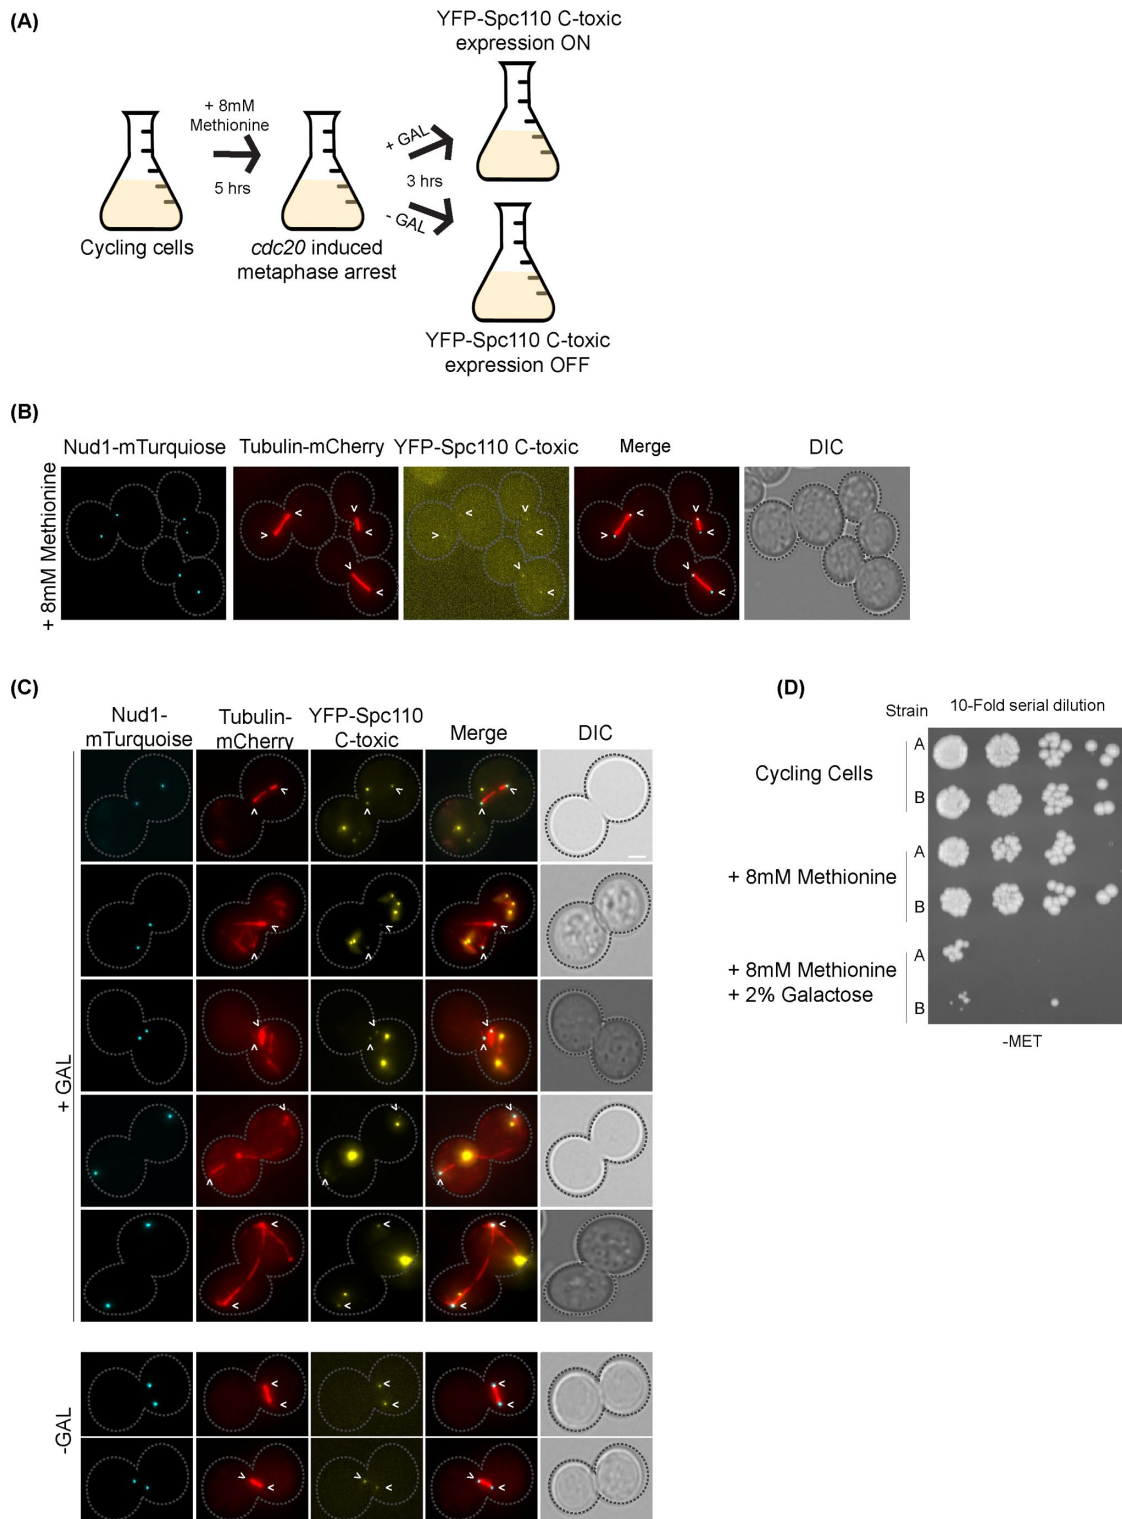 (A)
YFP-Spc110 C-toxic
expression ON
+ 8mM
Methionine
5 hrs
+ GAL
3 hrs
- GAL
Cycling cells
cdc20 induced
metaphase arrest
YFP-Spc110 C-toxic
expression OFF
(B)
Nud1-mTurquiose
Tubulin-mCherry
YFP-Spc110 C-toxic
Merge
DIC
+ 8mM Methionine
(C)
Nud1-
mTurquoise
Tubulin-
mCherry
YFP-Spc110
C-toxic
Merge
DIC
+ GAL
-GAL
(D)
Strain
10-Fold serial dilution
Cycling Cells
A
B
+ 8mM Methionine
A
B
+ 8mM Methionine
+ 2% Galactose
A
B
-MET